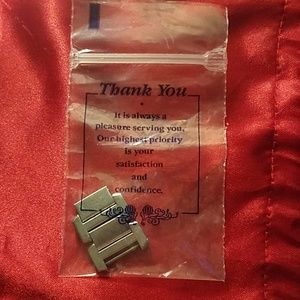 Thank You
It is always a
pleasure serving you.
Our highest priority
is your
satisfaction
and
confidence.